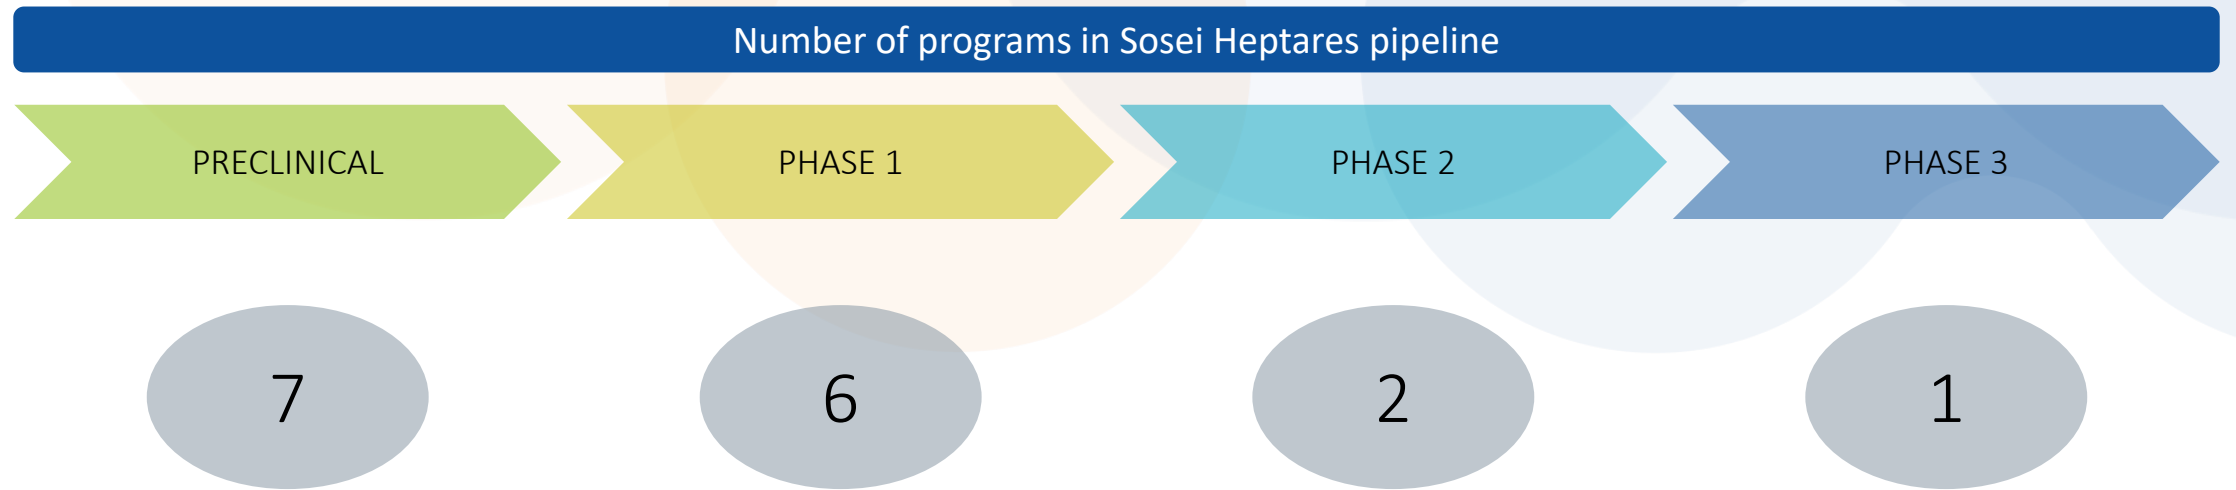 Number of programs in Sosei Heptares pipeline
PRECLINICAL
PHASE 1
PHASE 2
PHASE 3
7
6
2
1